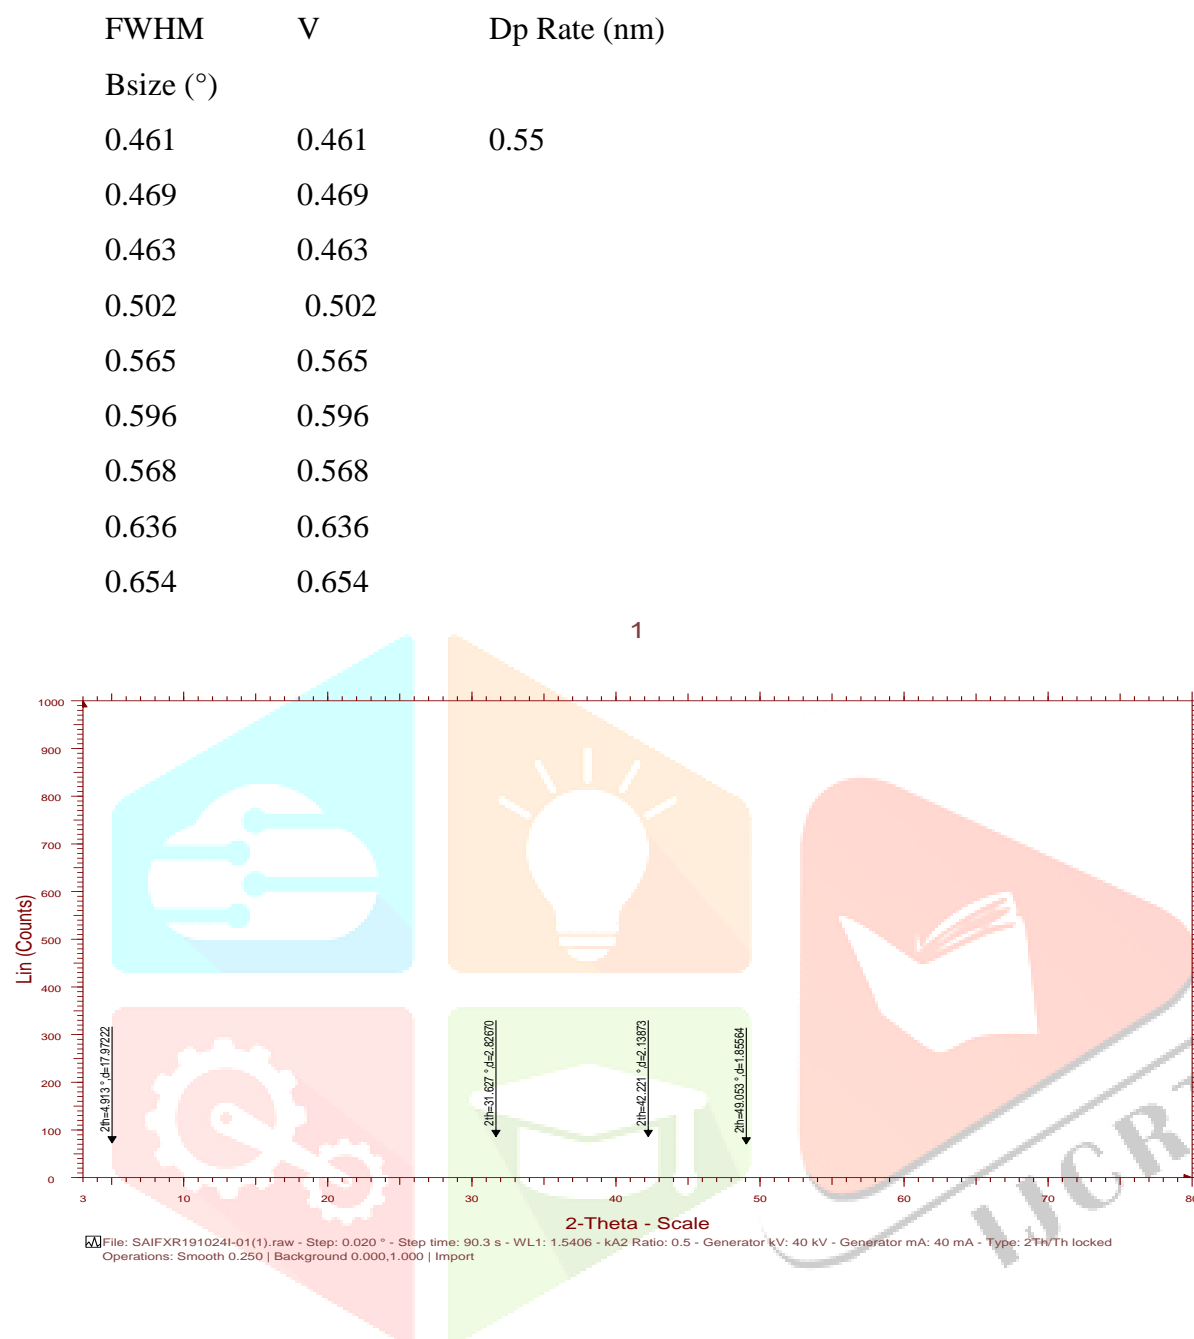 FWHM V Dp Rate (nm)
Bsize (°)
0.461 0.461 0.55
0.469 0.469
0.463 0.463
0.502 0.502
0.565 0.565
0.596 0.596
0.568 0.568
0.636 0.636
0.654 0.654
1
Lin (Counts)
1000
900
800
700
600
500
400
300
200
100
0
2th=4.913 °,d=17.97222
2th=31.627 °,d=2.82670
2th=42.221 °,d=2.13873
2th=49.053 °,d=1.85564
3 10 20 30 40 50 60 70 80
2-Theta - Scale
File: SAIFXR191024I-01(1).raw - Step: 0.020 ° - Step time: 90.3 s - WL1: 1.5406 - kA2 Ratio: 0.5 - Generator kV: 40 kV - Generator mA: 40 mA - Type: 2Th/Th locked
Operations: Smooth 0.250 | Background 0.000,1.000 | Import
IJCR